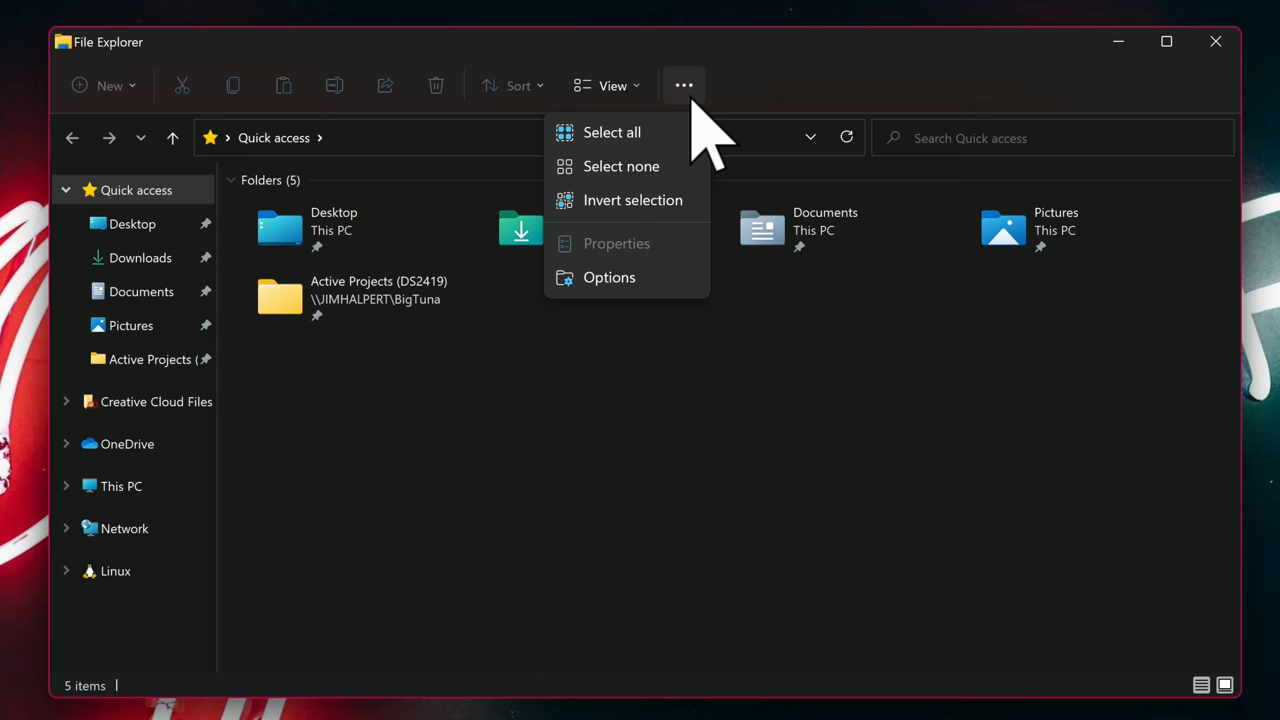 File Explorer
New
Sort
View
Quick access
Search Quick access
Select all
Select none
Invert selection
Properties
Options
Quick access
Desktop
Downloads
Documents
Pictures
Active Projects (
Creative Cloud Files
OneDrive
This PC
Network
Linux
Folders (5)
Desktop
This PC
Documents
This PC
Pictures
This PC
Active Projects (DS2419)
\\JIMHALPERT\BigTuna
5 items